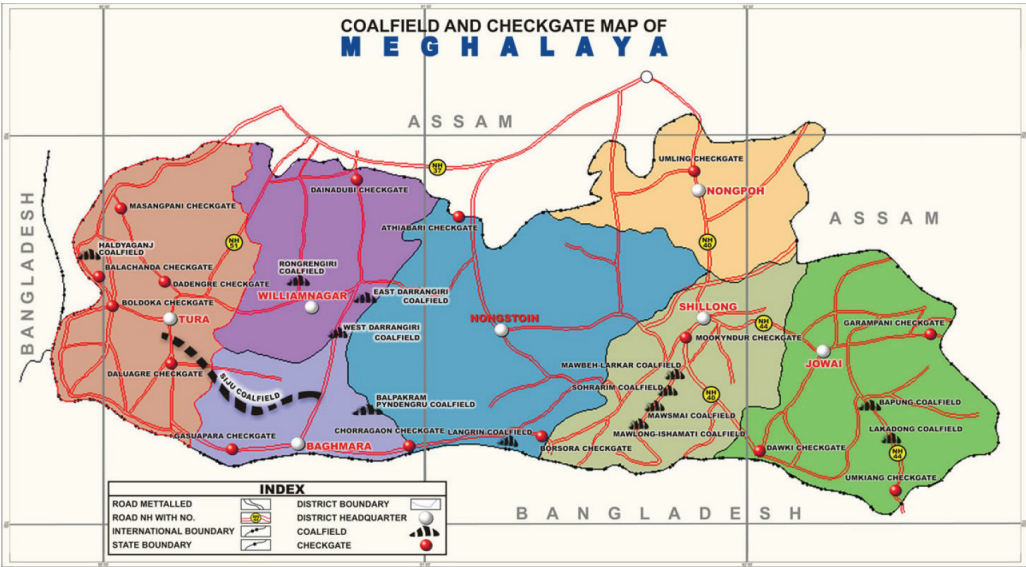 COALFIELD AND CHECKGATE MAP OF
MEGHALAYA
ASSAM
NH 37
UMLING CHECKGATE
NONGPOH
DAINADUBI CHECKGATE
MASANGPANI CHECKGATE
ATHIABARI CHECKGATE
ASSAM
BANGLADESH
NH 51
NH 40
HALDYAGANJ
COALFIELD
BALACHANDA CHECKGATE
DADENGRE CHECKGATE
RONGRENGIRI
COALFIELD
WILLIAMNAGAR
EAST DARRANGIRI
COALFIELD
BOLDOKA CHECKGATE
TURA
NONGSTOIN
SHILLONG
NH 44
GARAMPANI CHECKGATE
WEST DARRANGIRI
COALFIELD
MOOKYNDUR CHECKGATE
JOWAI
DALUAGRE CHECKGATE
SIJU COALFIELD
MAWBEH-LARKAR COALFIELD
SOHRARIM COALFIELD
NH 40
BALPAKRAM
PYNDENGRU COALFIELD
MAWSMAI COALFIELD
BAPUNG COALFIELD
GASUAPARA CHECKGATE
BAGHMARA
CHORRAGAON CHECKGATE
LANGRIN COALFIELD
MAWLONG-ISHAMATI COALFIELD
LAKADONG COALFIELD
BORSORA CHECKGATE
DAWKI CHECKGATE
NH 44
UMKIANG CHECKGATE
BANGLADESH
INDEX
ROAD METTALLED
DISTRICT BOUNDARY
ROAD NH WITH NO.
DISTRICT HEADQUARTER
INTERNATIONAL BOUNDARY
COALFIELD
STATE BOUNDARY
CHECKGATE